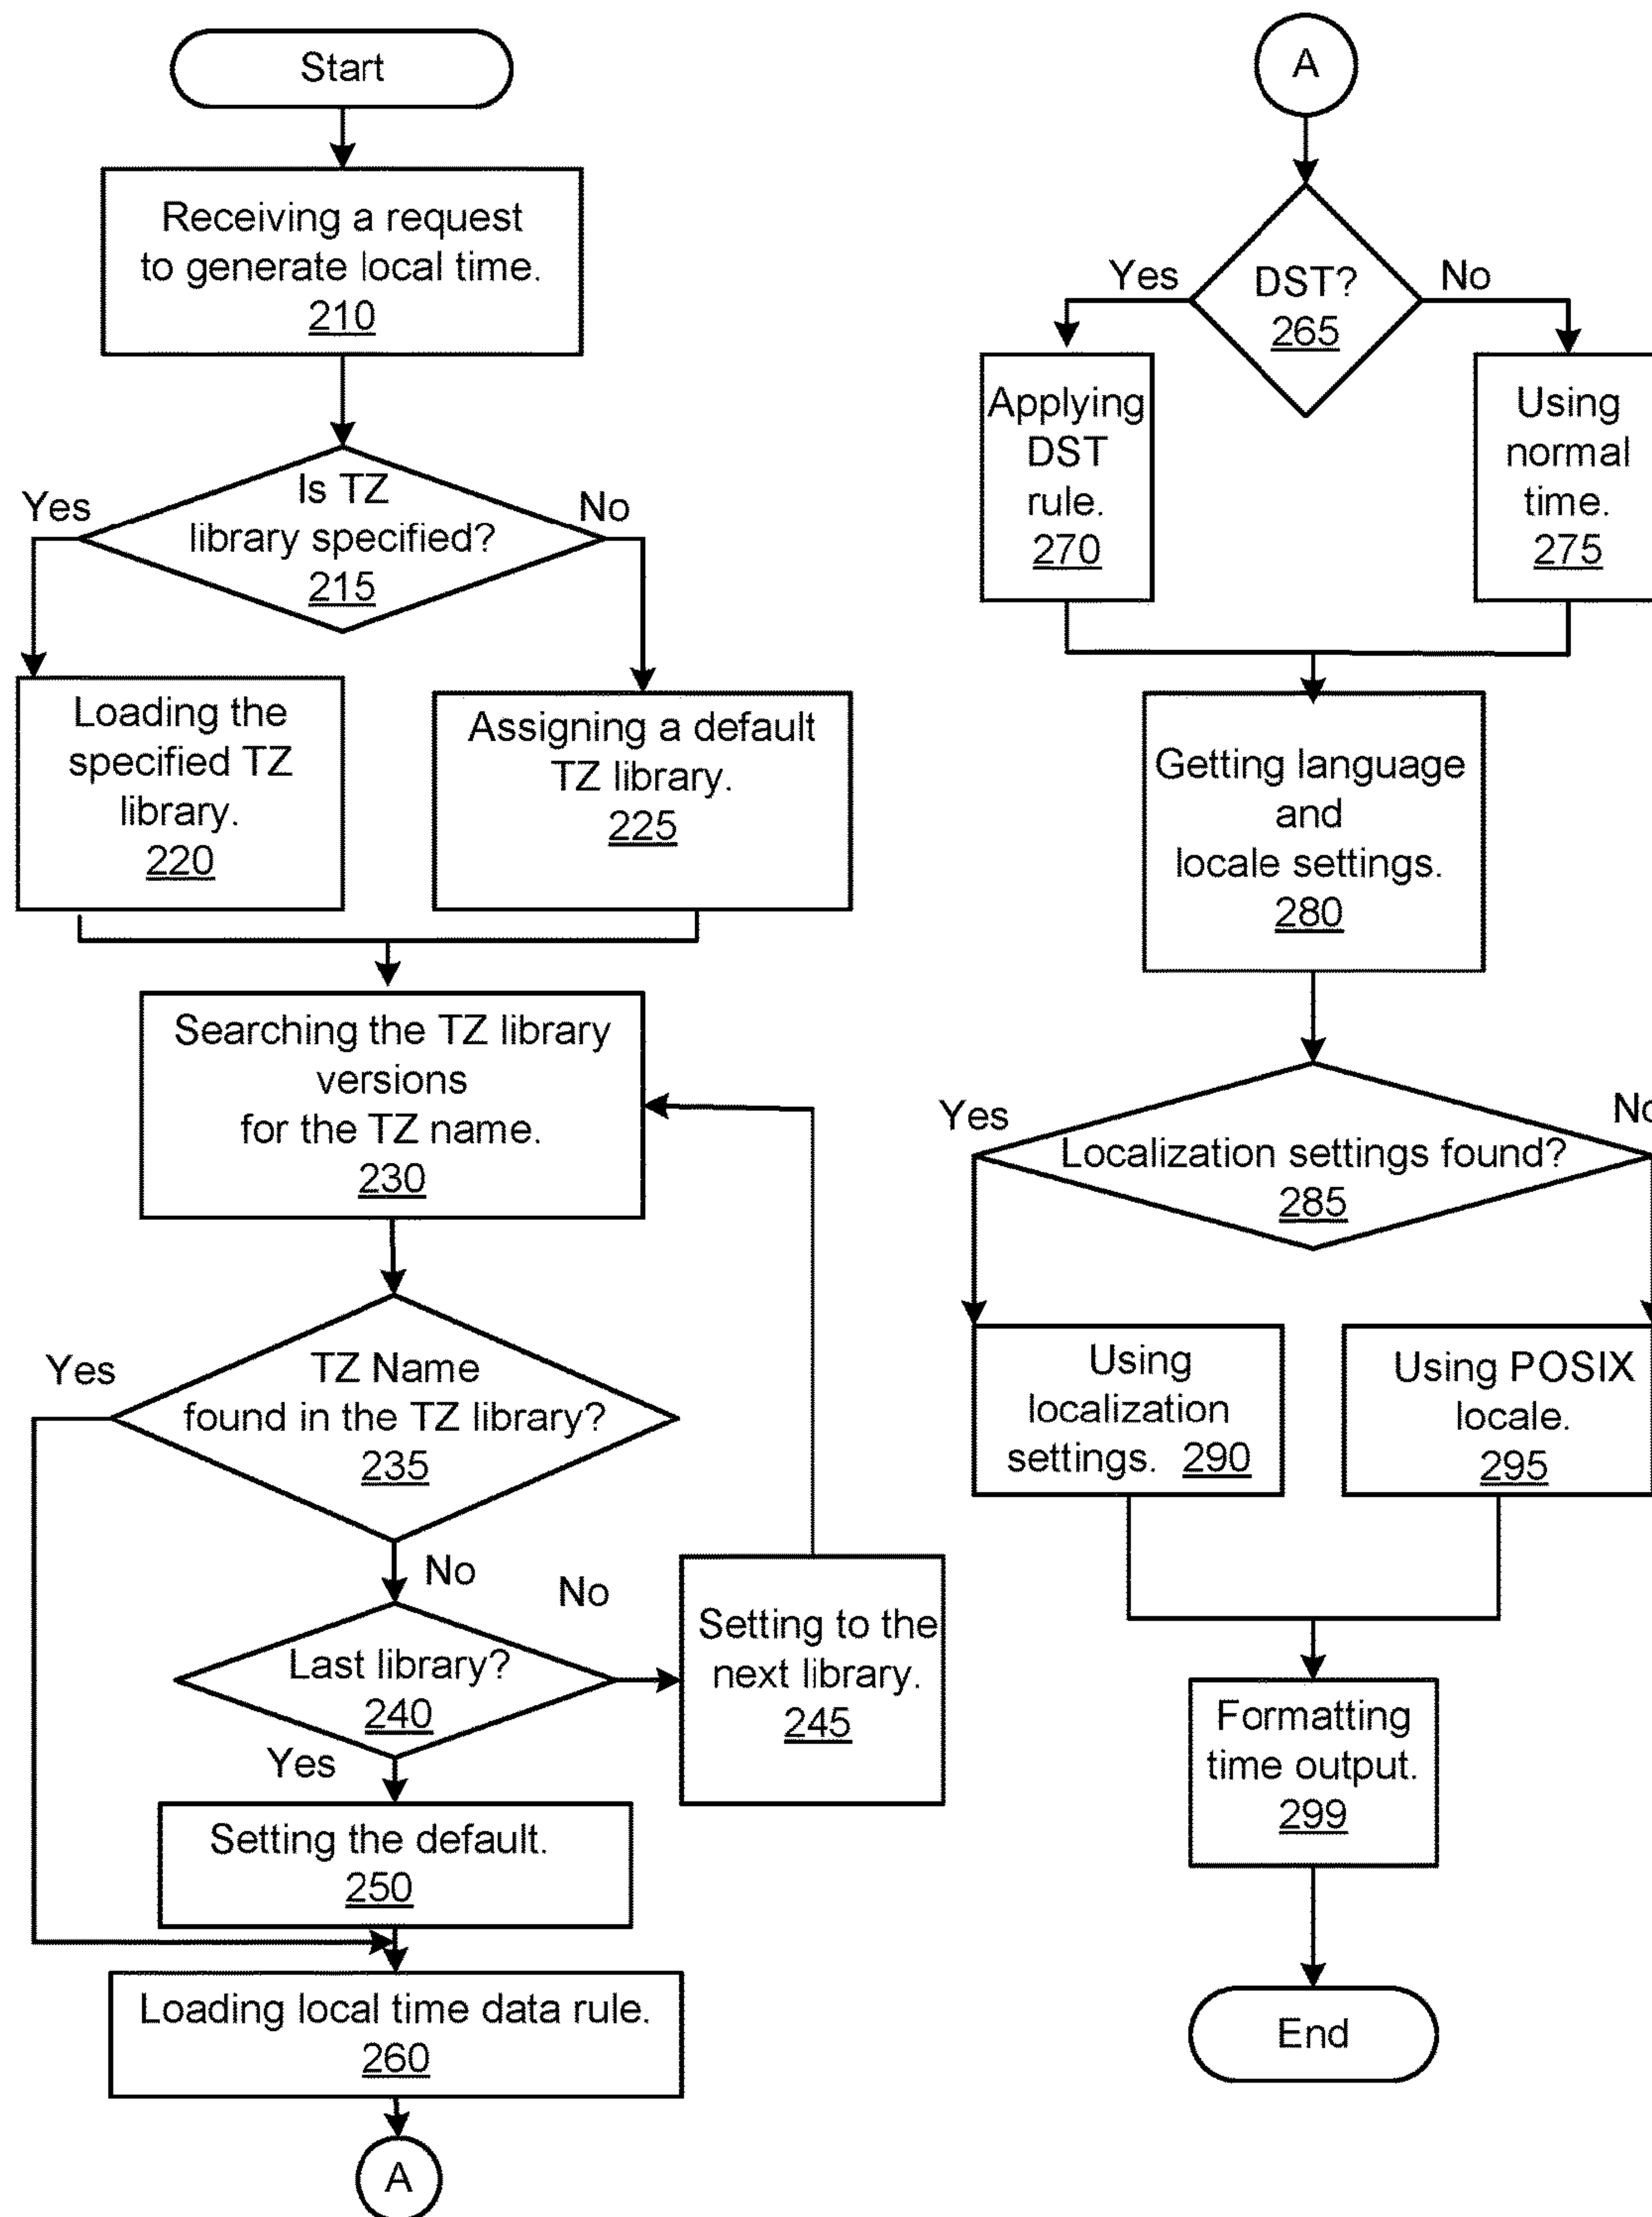 Start
Receiving a request
to generate local time.
210
Is TZ
library specified?
215
Yes
No
Loading the
specified TZ
library.
220
Assigning a default
TZ library.
225
Searching the TZ library
versions
for the TZ name.
230
TZ Name
found in the TZ library?
235
Yes
No
Last library?
240
No
Yes
Setting to the
next library.
245
Setting the default.
250
Loading local time data rule.
260
A
A
DST?
265
Yes
No
Applying
DST
rule.
270
Using
normal
time.
275
Getting language
and
locale settings.
280
Localization settings found?
285
Yes
No
Using
localization
settings. 290
Using POSIX
locale.
295
Formatting
time output.
299
End